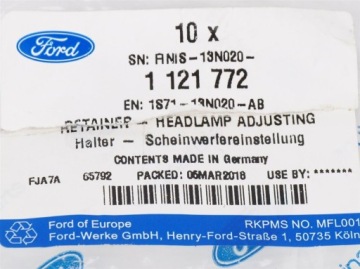 Ford
10 x
SN: FINIS-13N020-
1 121 772
EN: 1S71-13N020-AB
RETAINER - HEADLAMP ADJUSTING
Halter - Scheinwerfereinstellung
CONTENTS MADE IN Germany
FJA7A 65792 PACKED: 05MAR2018 USE BY: *******
Ford of Europe RKPMS NO. MFL001
Ford-Werke GmbH, Henry-Ford-Straße 1, 50735 Köln